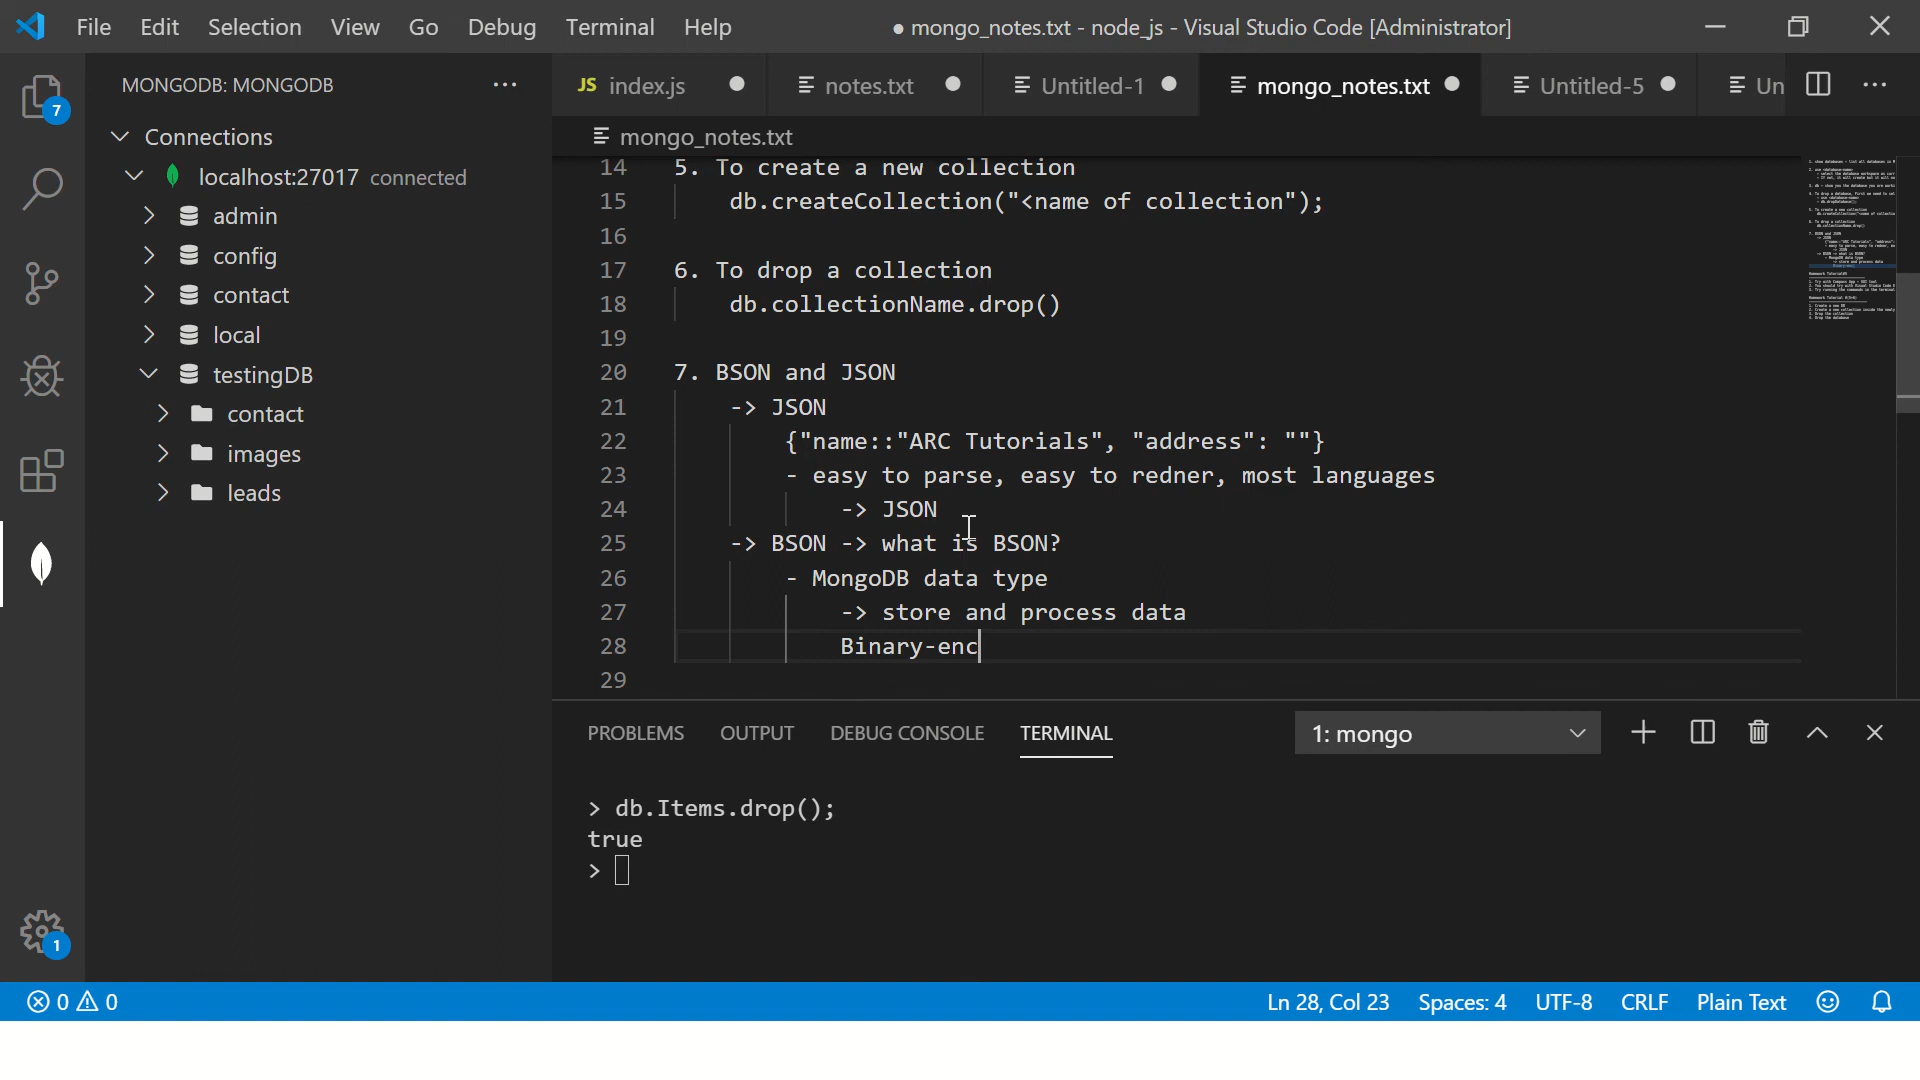 File Edit Selection View Go Debug Terminal Help ● mongo_notes.txt - node_js - Visual Studio Code [Administrator]
7
MONGODB: MONGODB ...
Connections
localhost:27017 connected
admin
config
contact
local
testingDB
contact
images
leads
1
JS index.js notes.txt Untitled-1 mongo_notes.txt Untitled-5 Un ...
mongo_notes.txt
14 5. To create a new collection
15 db.createCollection("<name of collection");
16
17 6. To drop a collection
18 db.collectionName.drop()
19
20 7. BSON and JSON
21 -> JSON
22 {"name::"ARC Tutorials", "address": ""}
23 - easy to parse, easy to redner, most languages
24 -> JSON
25 -> BSON -> what is BSON?
26 - MongoDB data type
27 -> store and process data
28 Binary-enc
29
PROBLEMS OUTPUT DEBUG CONSOLE TERMINAL 1: mongo
> db.Items.drop();
true
>
0 0 Ln 28, Col 23 Spaces: 4 UTF-8 CRLF Plain Text